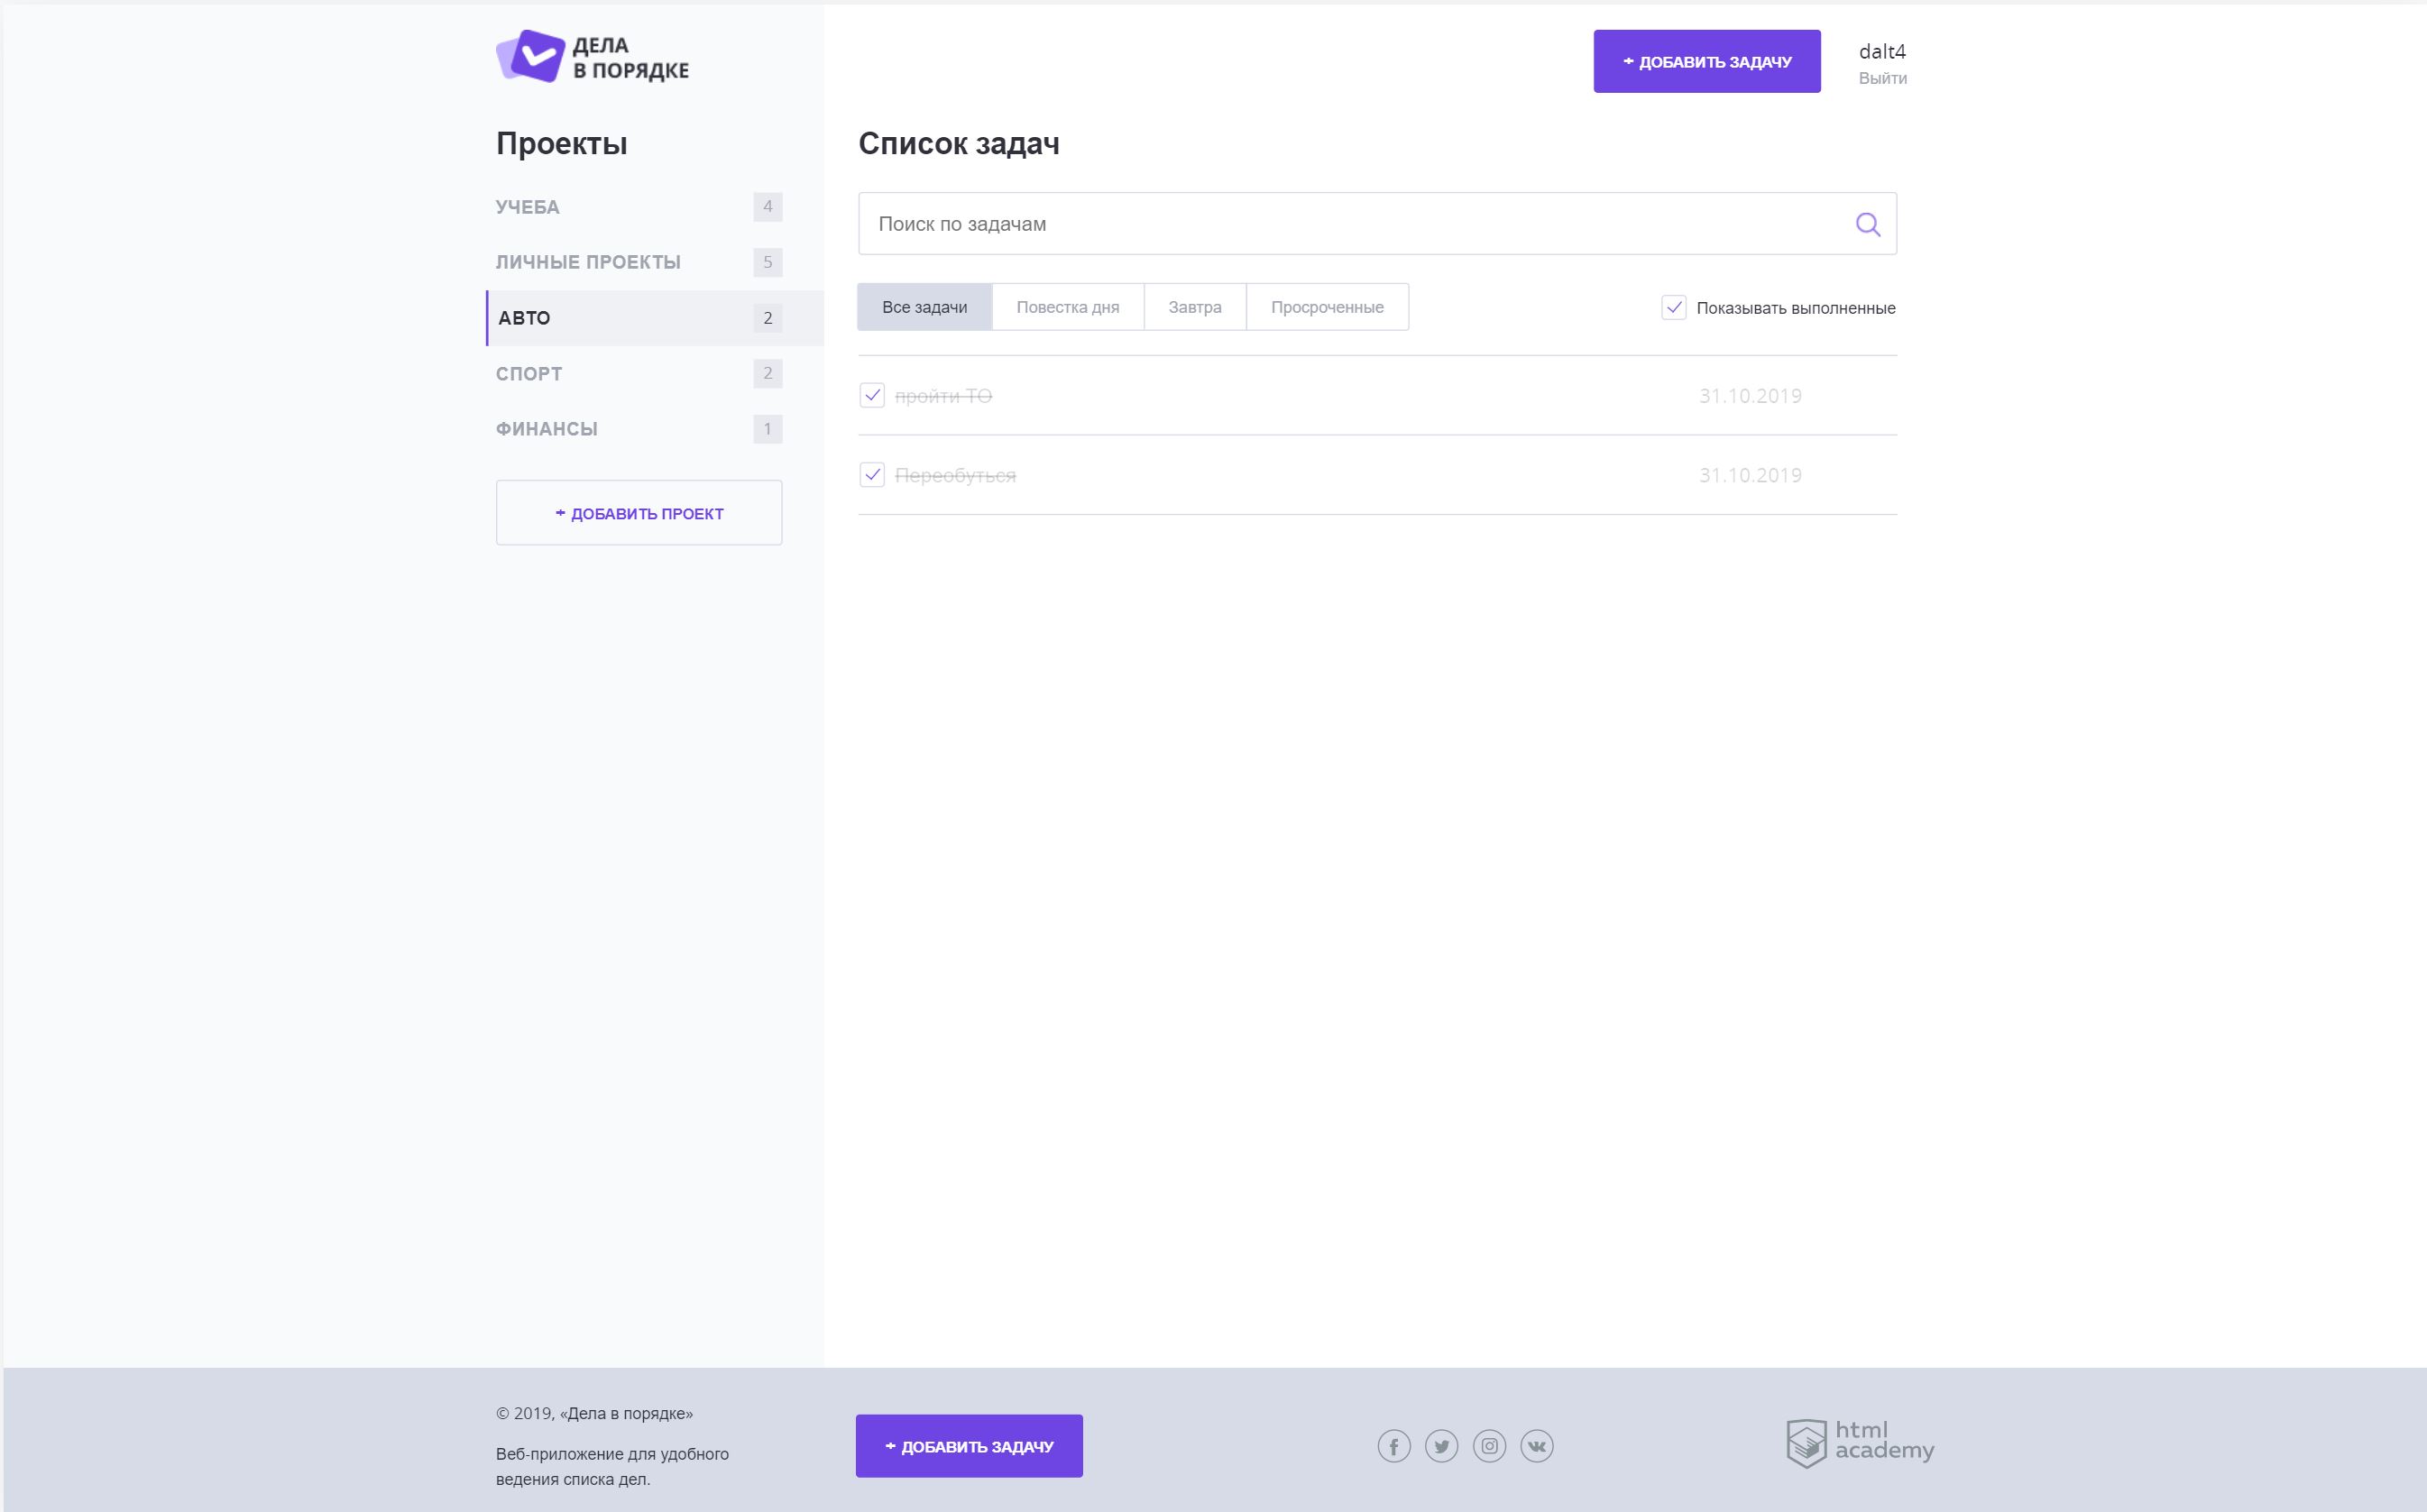 ДЕЛА
В ПОРЯДКЕ
+ ДОБАВИТЬ ЗАДАЧУ
dalt4
Выйти
Проекты
УЧЕБА 4
ЛИЧНЫЕ ПРОЕКТЫ 5
АВТО 2
СПОРТ 2
ФИНАНСЫ 1
+ ДОБАВИТЬ ПРОЕКТ
Список задач
Поиск по задачам
Все задачи Повестка дня Завтра Просроченные Показывать выполненные
пройти ТО 31.10.2019
Переобуться 31.10.2019
© 2019, «Дела в порядке»
Веб-приложение для удобного
ведения списка дел.
+ ДОБАВИТЬ ЗАДАЧУ
html
academy